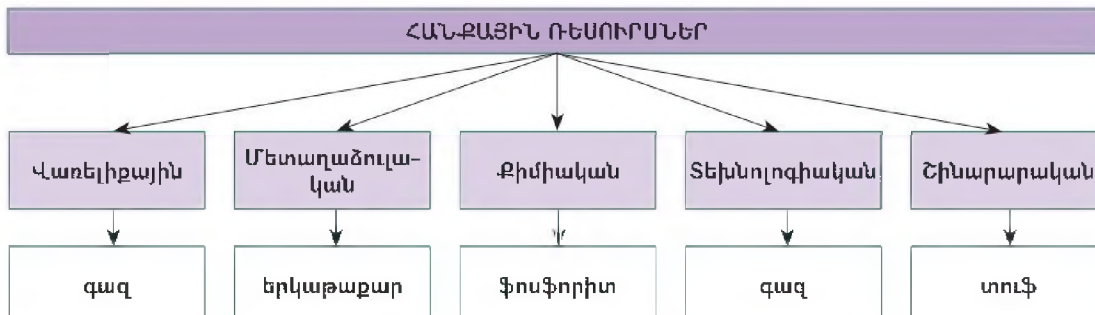 ՀԱՆՔԱՅԻՆ ՌԵՍՈՒՐՍՆԵՐ
Վառելիքային
Մետաղաձուլա-
կան
Քիմիական
Տեխնոլոգիական
Շինարարական
գազ
երկաթաքար
ֆոսֆորիտ
գազ
տուֆ